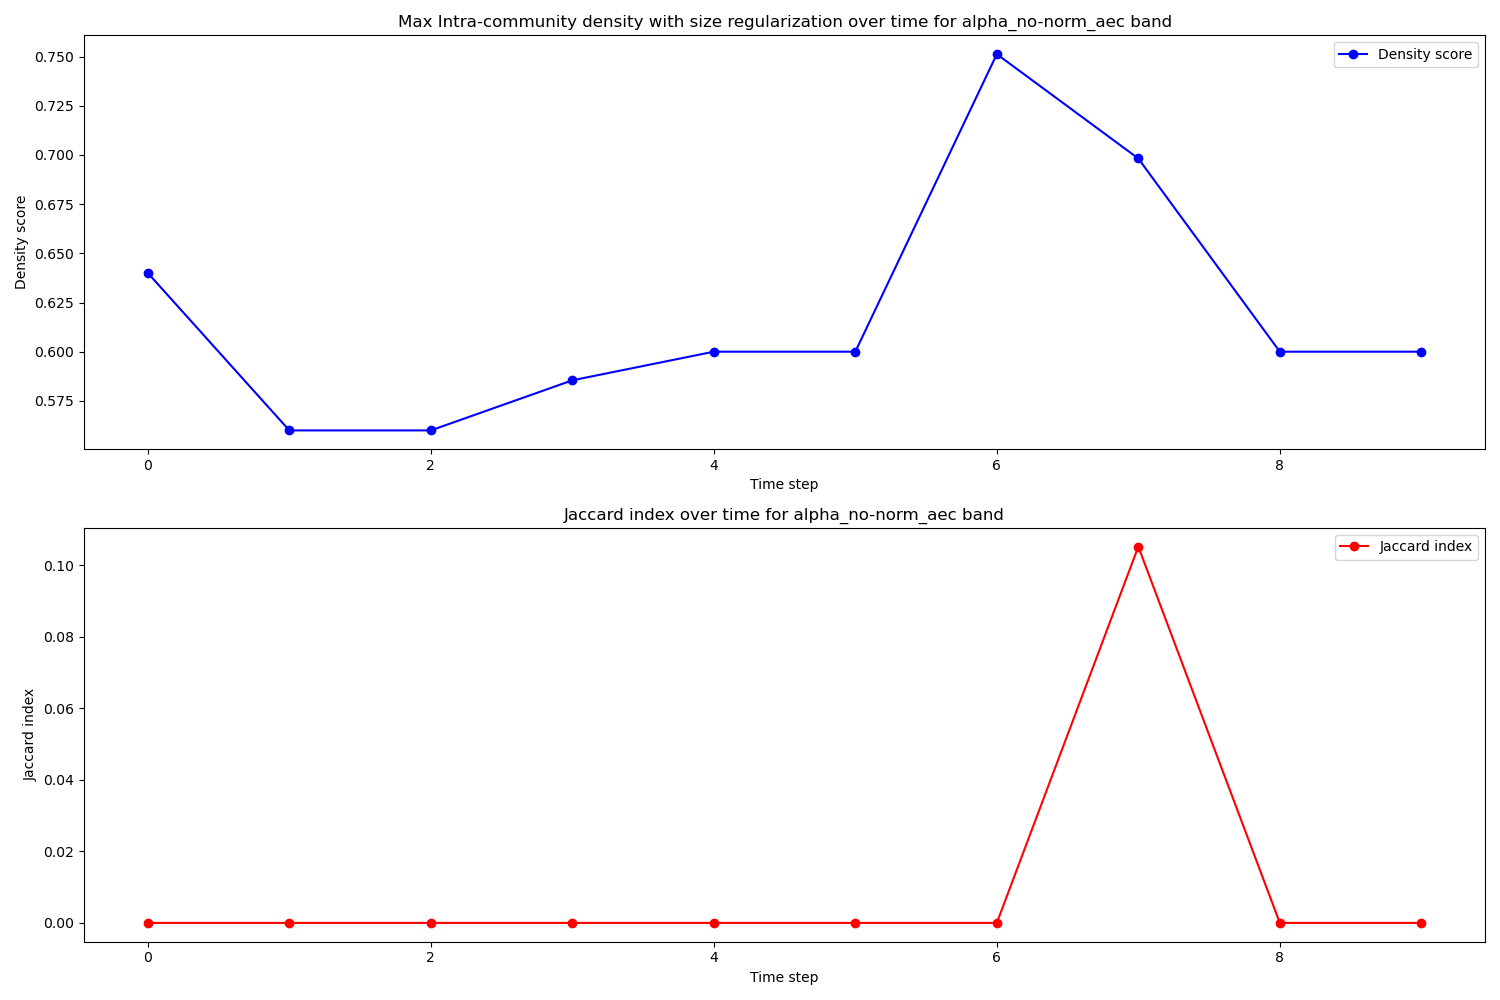 Max Intra-community density with size regularization over time for alpha_no-norm_aec band
Density score
0.750
0.725
0.700
0.675
0.650
0.625
0.600
0.575
Density score
0 2 4 6 8
Time step
Jaccard index over time for alpha_no-norm_aec band
Jaccard index
0.10
0.08
0.06
0.04
0.02
0.00
Jaccard index
0 2 4 6 8
Time step